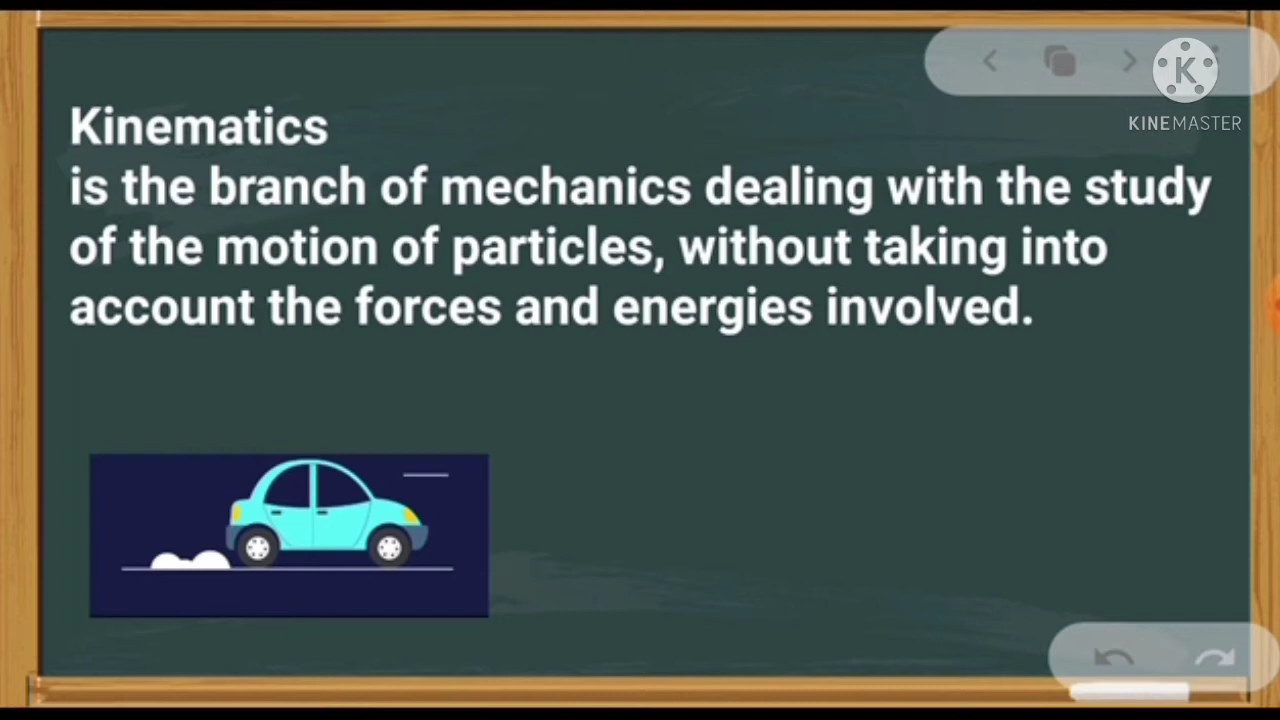 Kinematics
is the branch of mechanics dealing with the study
of the motion of particles, without taking into
account the forces and energies involved.
K
KINEMASTER